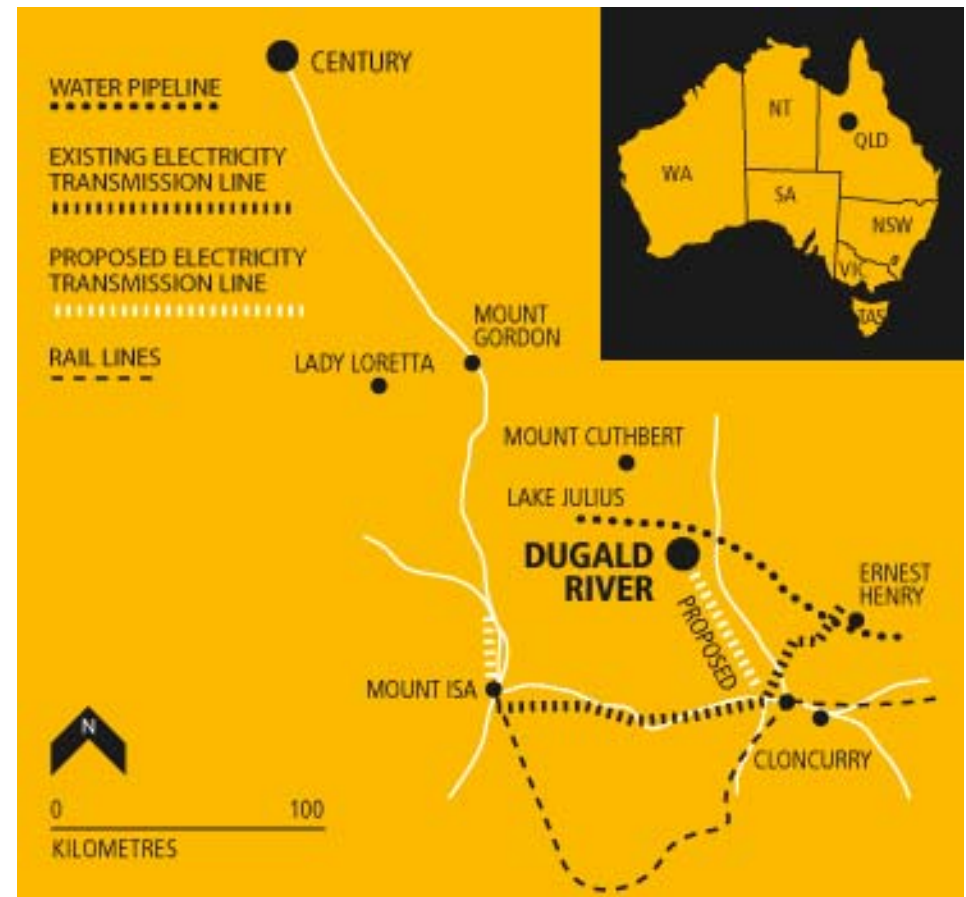 CENTURY
WATER PIPELINE
EXISTING ELECTRICITY
TRANSMISSION LINE
PROPOSED ELECTRICITY
TRANSMISSION LINE
RAIL LINES
NT
QLD
WA
SA
NSW
VIC
TAS
MOUNT
GORDON
LADY LORETTA
MOUNT CUTHBERT
LAKE JULIUS
DUGALD
RIVER
ERNEST
HENRY
PROPOSED
MOUNT ISA
CLONCURRY
N
0 100
KILOMETRES